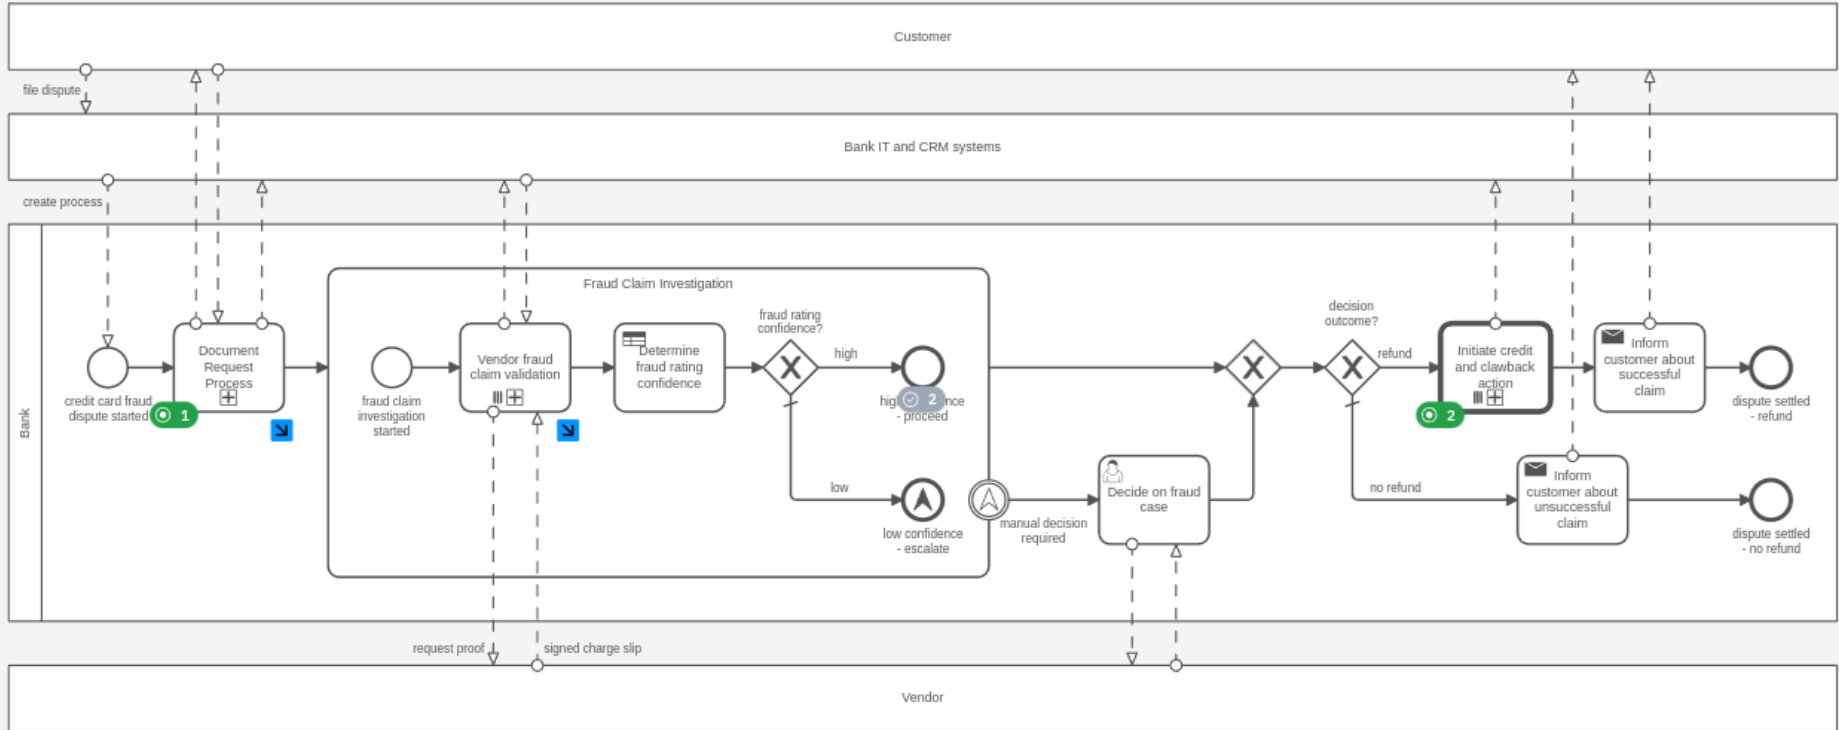 Customer
file dispute
Bank IT and CRM systems
create process
Bank
Fraud Claim Investigation
credit card fraud
dispute started
1
Document
Request
Process
fraud claim
investigation
started
Vendor fraud
claim validation
Determine
fraud rating
confidence
fraud rating
confidence?
high
2
- proceed
low
low confidence
- escalate
manual decision
required
Decide on fraud
case
decision
outcome?
refund
Initiate credit
and clawback
action
2
Inform
customer about
successful
claim
dispute settled
- refund
no refund
Inform
customer about
unsuccessful
claim
dispute settled
- no refund
request proof
signed charge slip
Vendor